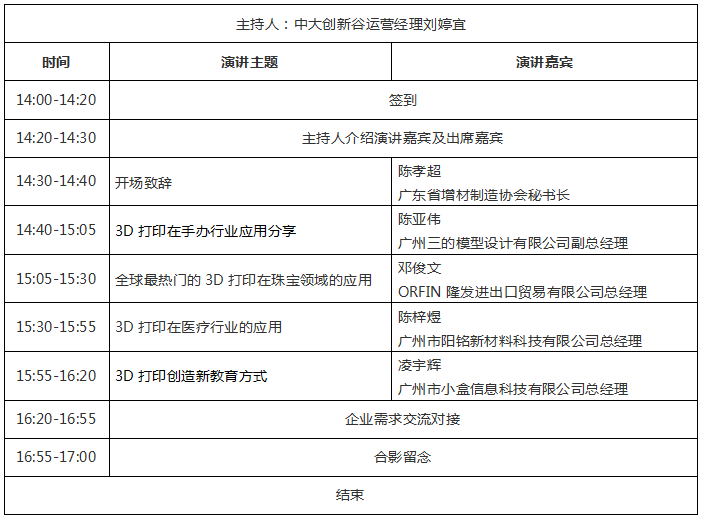 主持人：中大创新谷运营经理刘婷宜
时间 演讲主题 演讲嘉宾
14:00-14:20 签到
14:20-14:30 主持人介绍演讲嘉宾及出席嘉宾
14:30-14:40 开场致辞 陈孝超
广东省增材制造协会秘书长
14:40-15:05 3D 打印在手办行业应用分享 陈亚伟
广州三的模型设计有限公司副总经理
15:05-15:30 全球最热门的 3D 打印在珠宝领域的应用 邓俊文
ORFIN 隆发进出口贸易有限公司总经理
15:30-15:55 3D 打印在医疗行业的应用 陈梓煜
广州市阳铭新材料科技有限公司总经理
15:55-16:20 3D 打印创造新教育方式 凌宇辉
广州市小盒信息科技有限公司总经理
16:20-16:55 企业需求交流对接
16:55-17:00 合影留念
结束